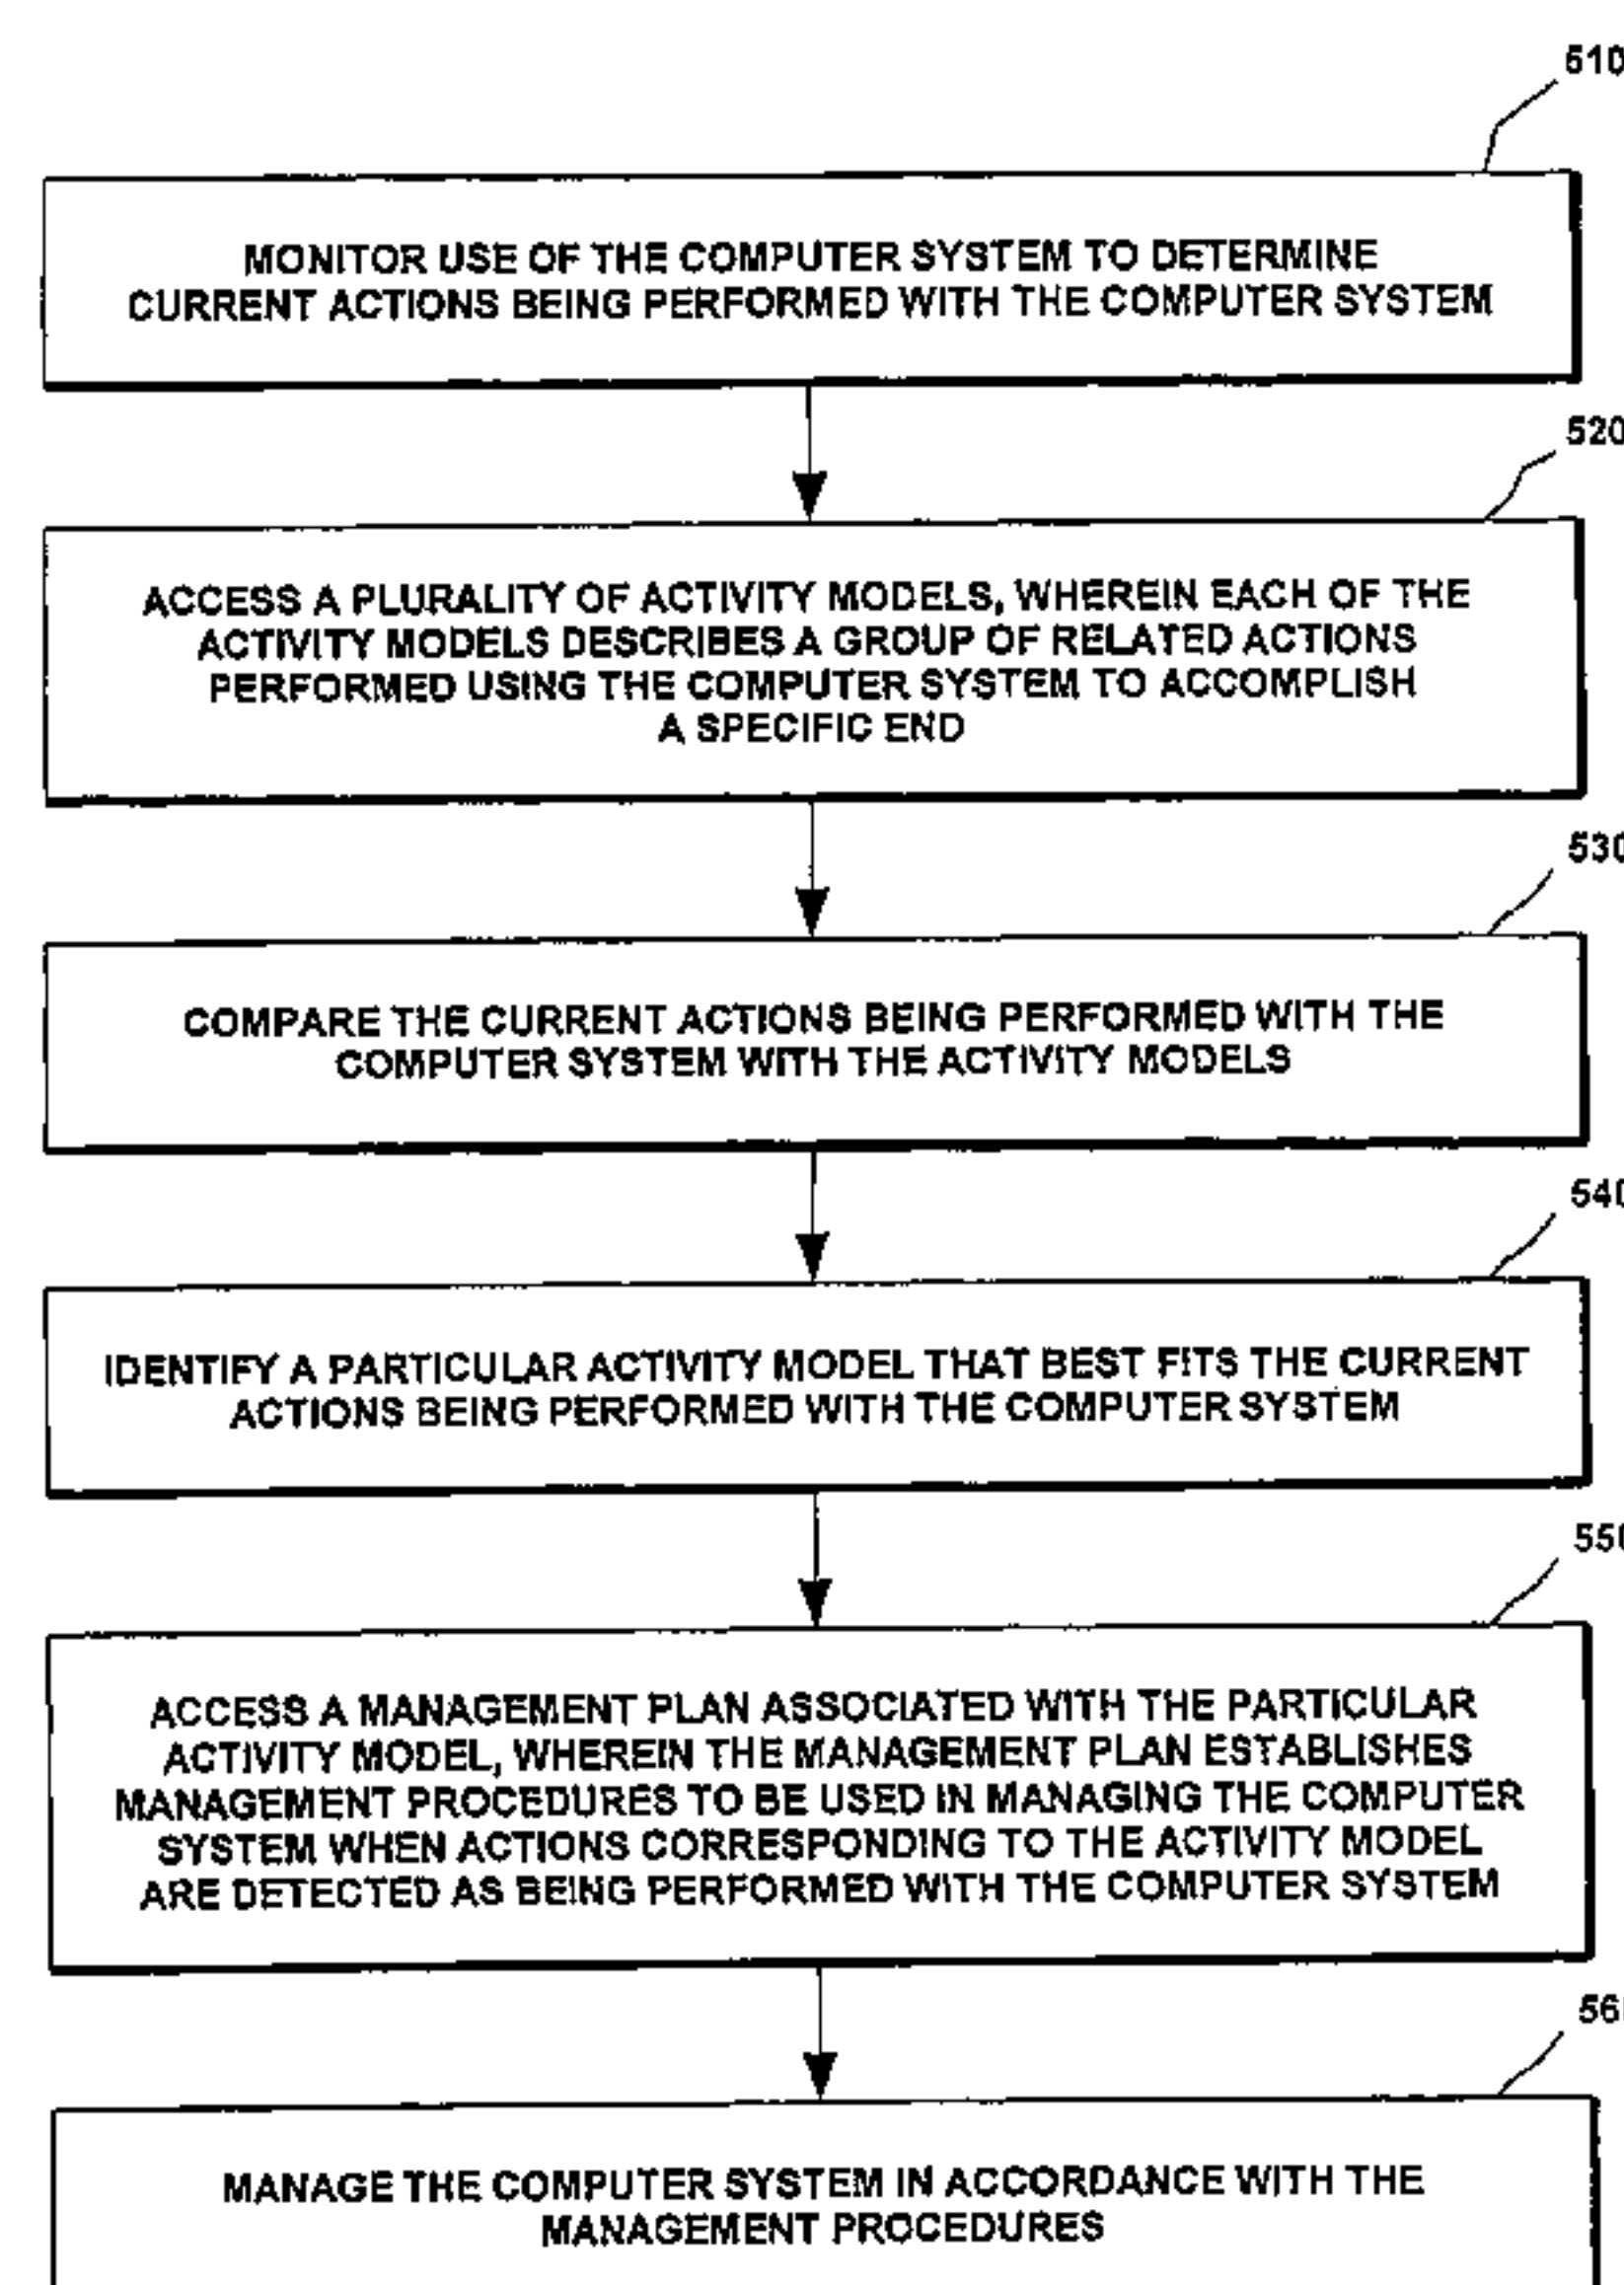 510
MONITOR USE OF THE COMPUTER SYSTEM TO DETERMINE
CURRENT ACTIONS BEING PERFORMED WITH THE COMPUTER SYSTEM
520
ACCESS A PLURALITY OF ACTIVITY MODELS, WHEREIN EACH OF THE
ACTIVITY MODELS DESCRIBES A GROUP OF RELATED ACTIONS
PERFORMED USING THE COMPUTER SYSTEM TO ACCOMPLISH
A SPECIFIC END
530
COMPARE THE CURRENT ACTIONS BEING PERFORMED WITH THE
COMPUTER SYSTEM WITH THE ACTIVITY MODELS
540
IDENTIFY A PARTICULAR ACTIVITY MODEL THAT BEST FITS THE CURRENT
ACTIONS BEING PERFORMED WITH THE COMPUTER SYSTEM
550
ACCESS A MANAGEMENT PLAN ASSOCIATED WITH THE PARTICULAR
ACTIVITY MODEL, WHEREIN THE MANAGEMENT PLAN ESTABLISHES
MANAGEMENT PROCEDURES TO BE USED IN MANAGING THE COMPUTER
SYSTEM WHEN ACTIONS CORRESPONDING TO THE ACTIVITY MODEL
ARE DETECTED AS BEING PERFORMED WITH THE COMPUTER SYSTEM
56
MANAGE THE COMPUTER SYSTEM IN ACCORDANCE WITH THE
MANAGEMENT PROCEDURES